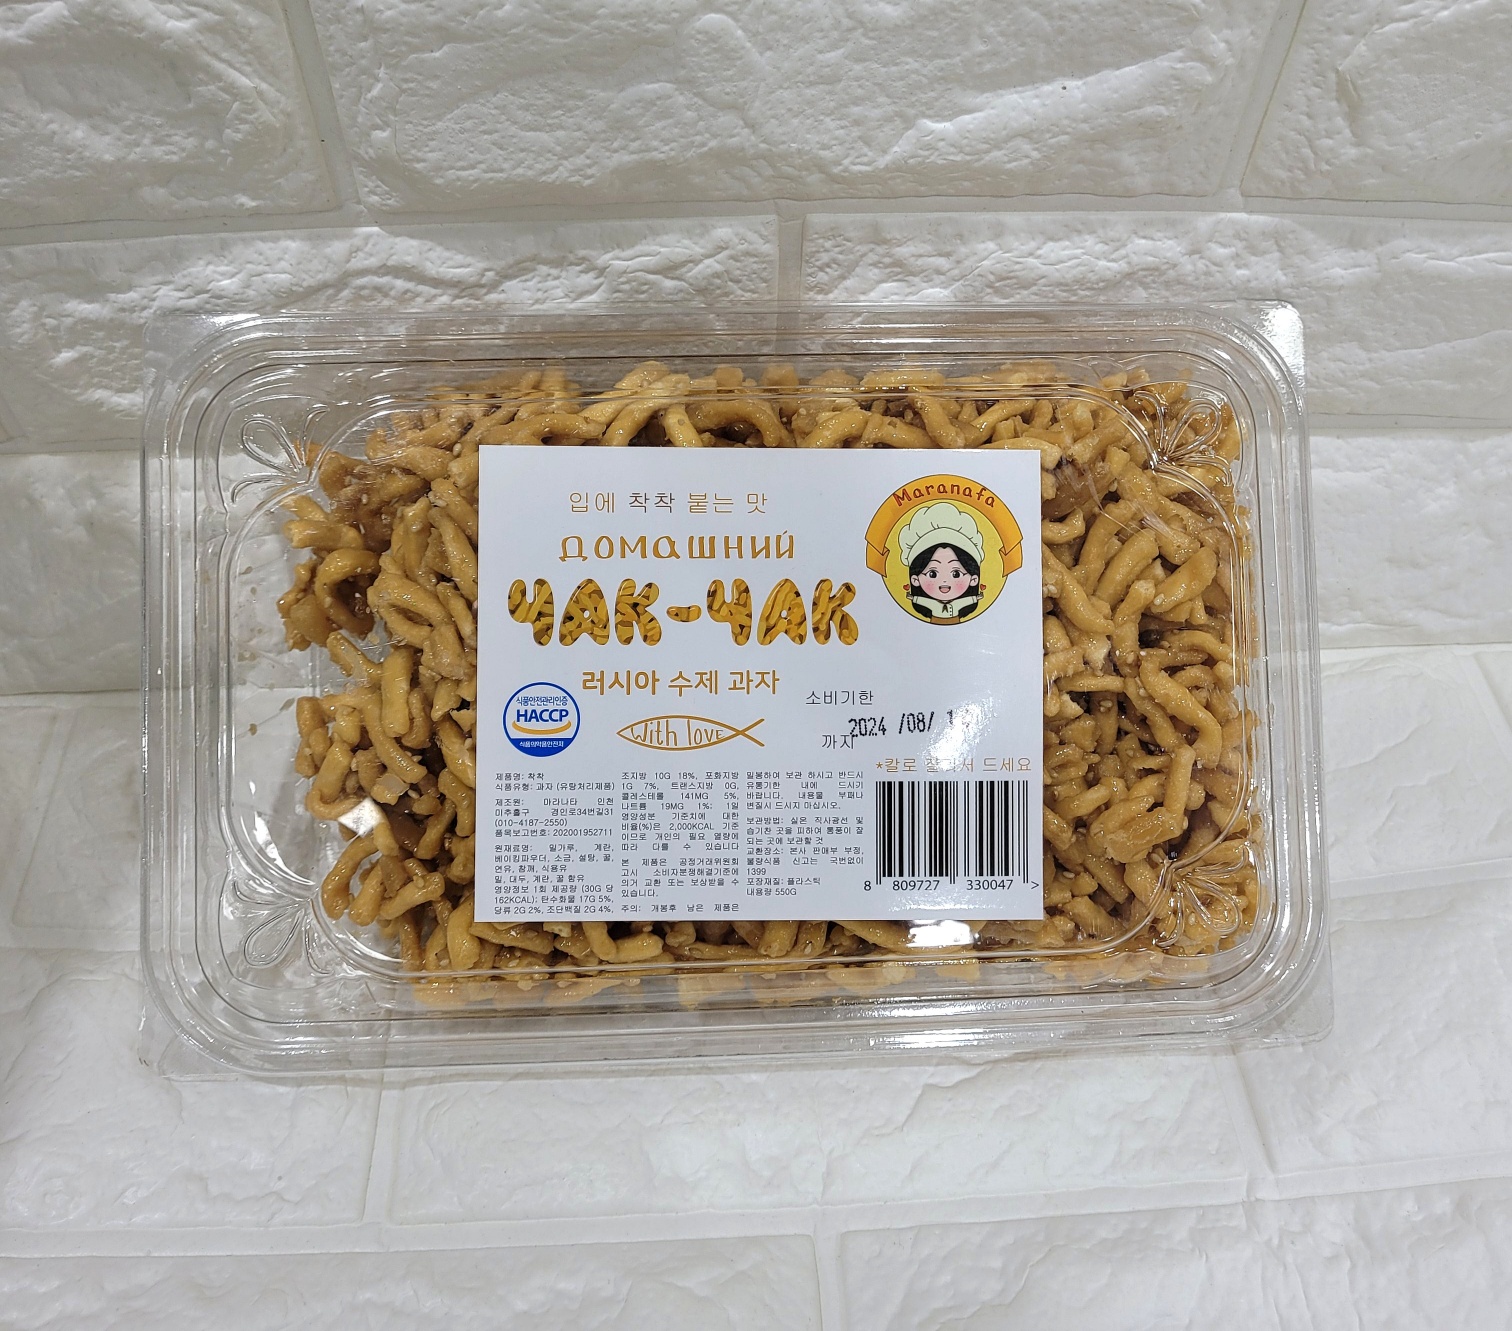 입에 착착 붙는 맛
Maranafa
ДОМАШНИЙ
ЧАК-ЧАК
러시아 수제 과자
식품안전관리인증
HACCP
식품의약품안전처
with love
소비기한
2024 /08/
까지
*칼로 드세요
제품명: 착착
식품유형: 과자 (유탕처리제품)
제조원: 마라나타 인천
미추홀구 경인로34번길31
(010-4187-2550)
품목보고번호: 202001952711
원재료명: 밀가루, 계란,
베이킹파우더, 소금, 설탕, 꿀,
연유, 참깨, 식용유
밀, 대두, 계란, 꿀 함유
영양정보 1회 제공량 (30G 당
162KCAL); 탄수화물 17G 5%,
당류 2G 2%, 조단백질 2G 4%,
조지방 10G 18%, 포화지방
1G 7%, 트랜스지방 0G,
콜레스테롤 141MG 5%,
나트륨 19MG 1%; 1일
영양성분 기준치에 대한
비율(%)은 2,000KCAL 기준
이므로 개인의 필요 열량에
따라 다를 수 있습니다
본 제품은 공정거래위원회
고시 소비자분쟁해결기준에
의거 교환 또는 보상받을 수
있습니다.
주의: 개봉후 남은 제품은
밀봉하여 보관 하시고 반드시
유통기한 내에 드시기
바랍니다. 내용물 부패나
변질시 드시지 마십시오.
보관방법: 실온 직사광선 및
습기찬 곳을 피하여 통풍이 잘
되는 곳에 보관할 것
교환장소: 본사 판매부 부정,
불량식품 신고는 국번없이
1399
포장재질: 플라스틱
내용량 550G
8 809727 330047 >